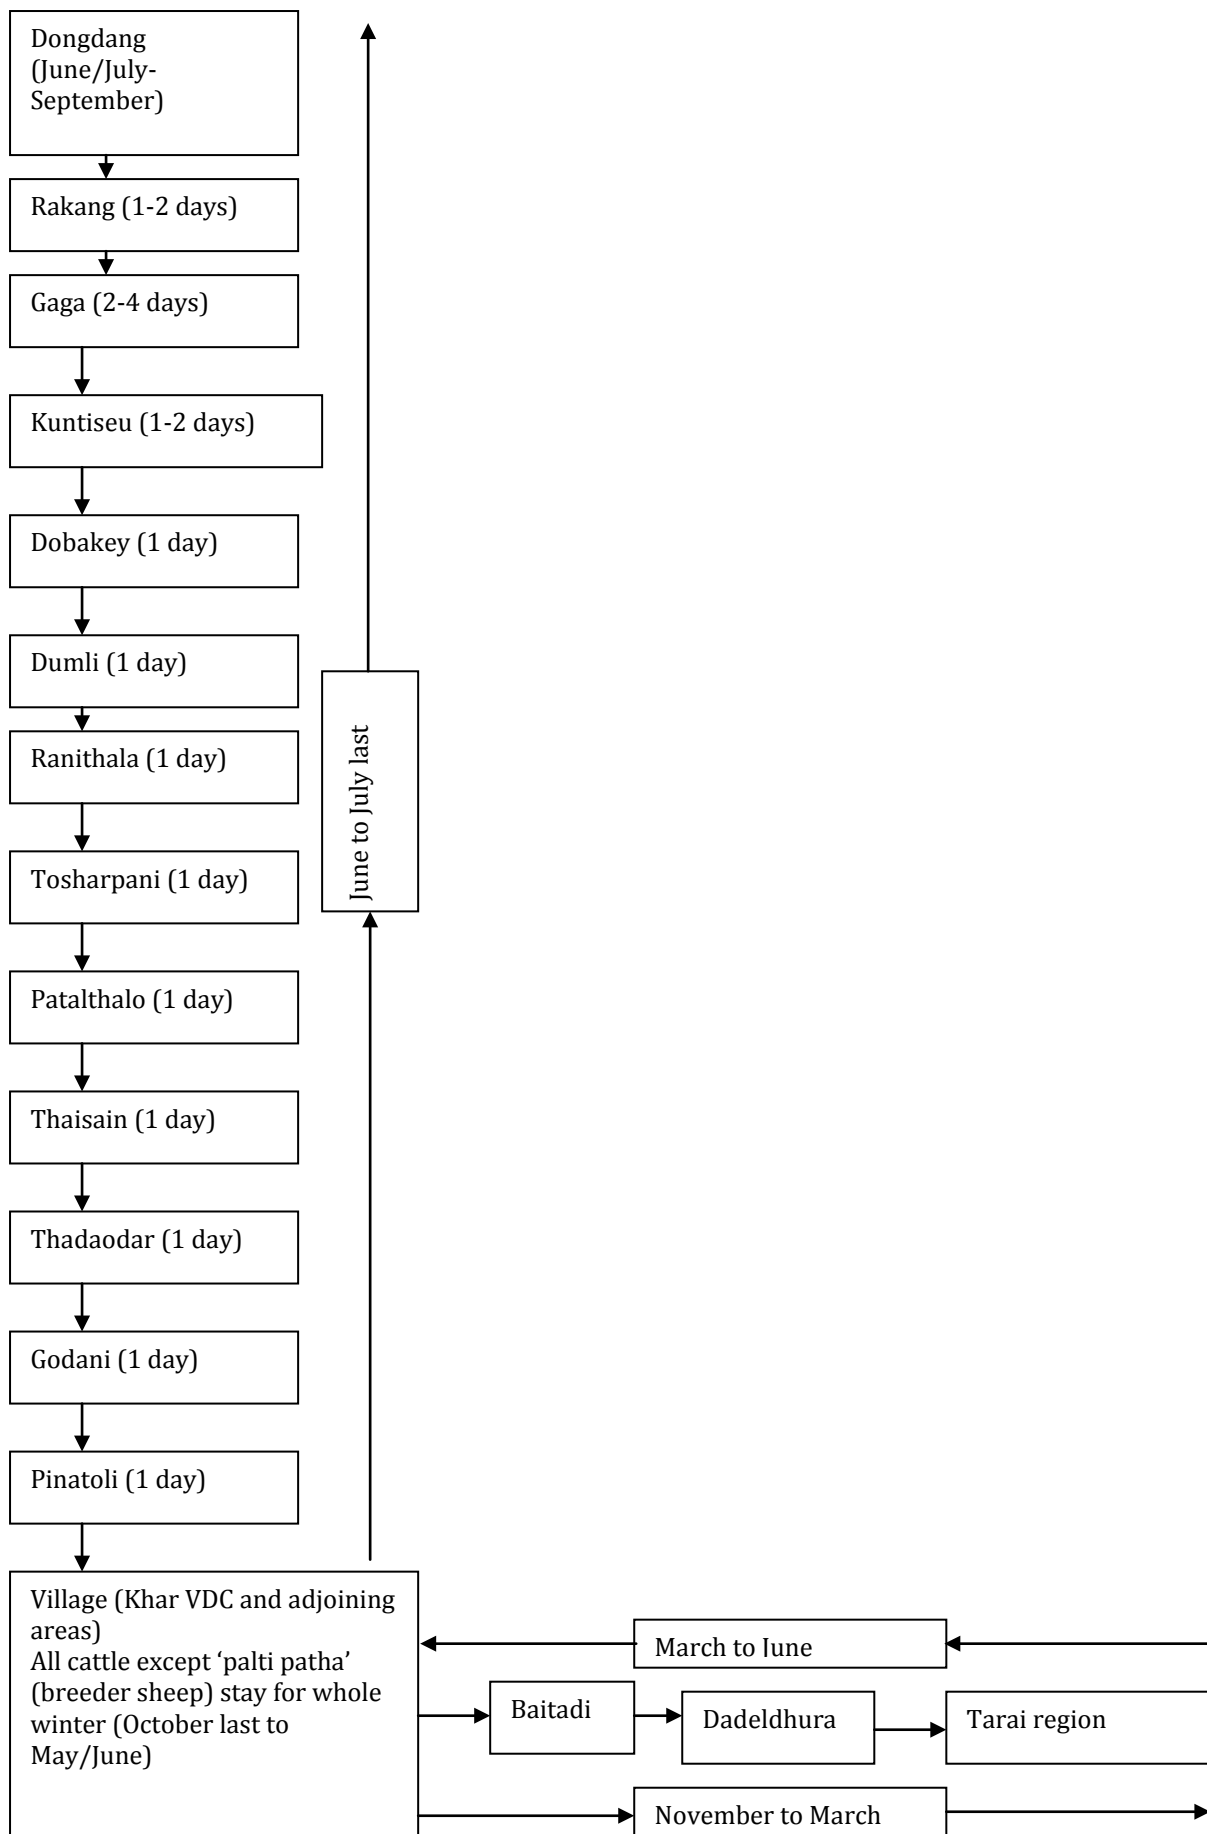 Dongdang
(June/July-
September)
Rakang (1-2 days)
Gaga (2-4 days)
Kuntiseu (1-2 days)
Dobakey (1 day)
Dumli (1 day)
Ranithala (1 day)
June to July last
Tosharpani (1 day)
Patalthalo (1 day)
Thaisain (1 day)
Thadaodar (1 day)
Godani (1 day)
Pinatoli (1 day)
Village (Khar VDC and adjoining
areas)
All cattle except ‘palti patha’
(breeder sheep) stay for whole
winter (October last to
May/June)
March to June
Baitadi
Dadeldhura
Tarai region
November to March